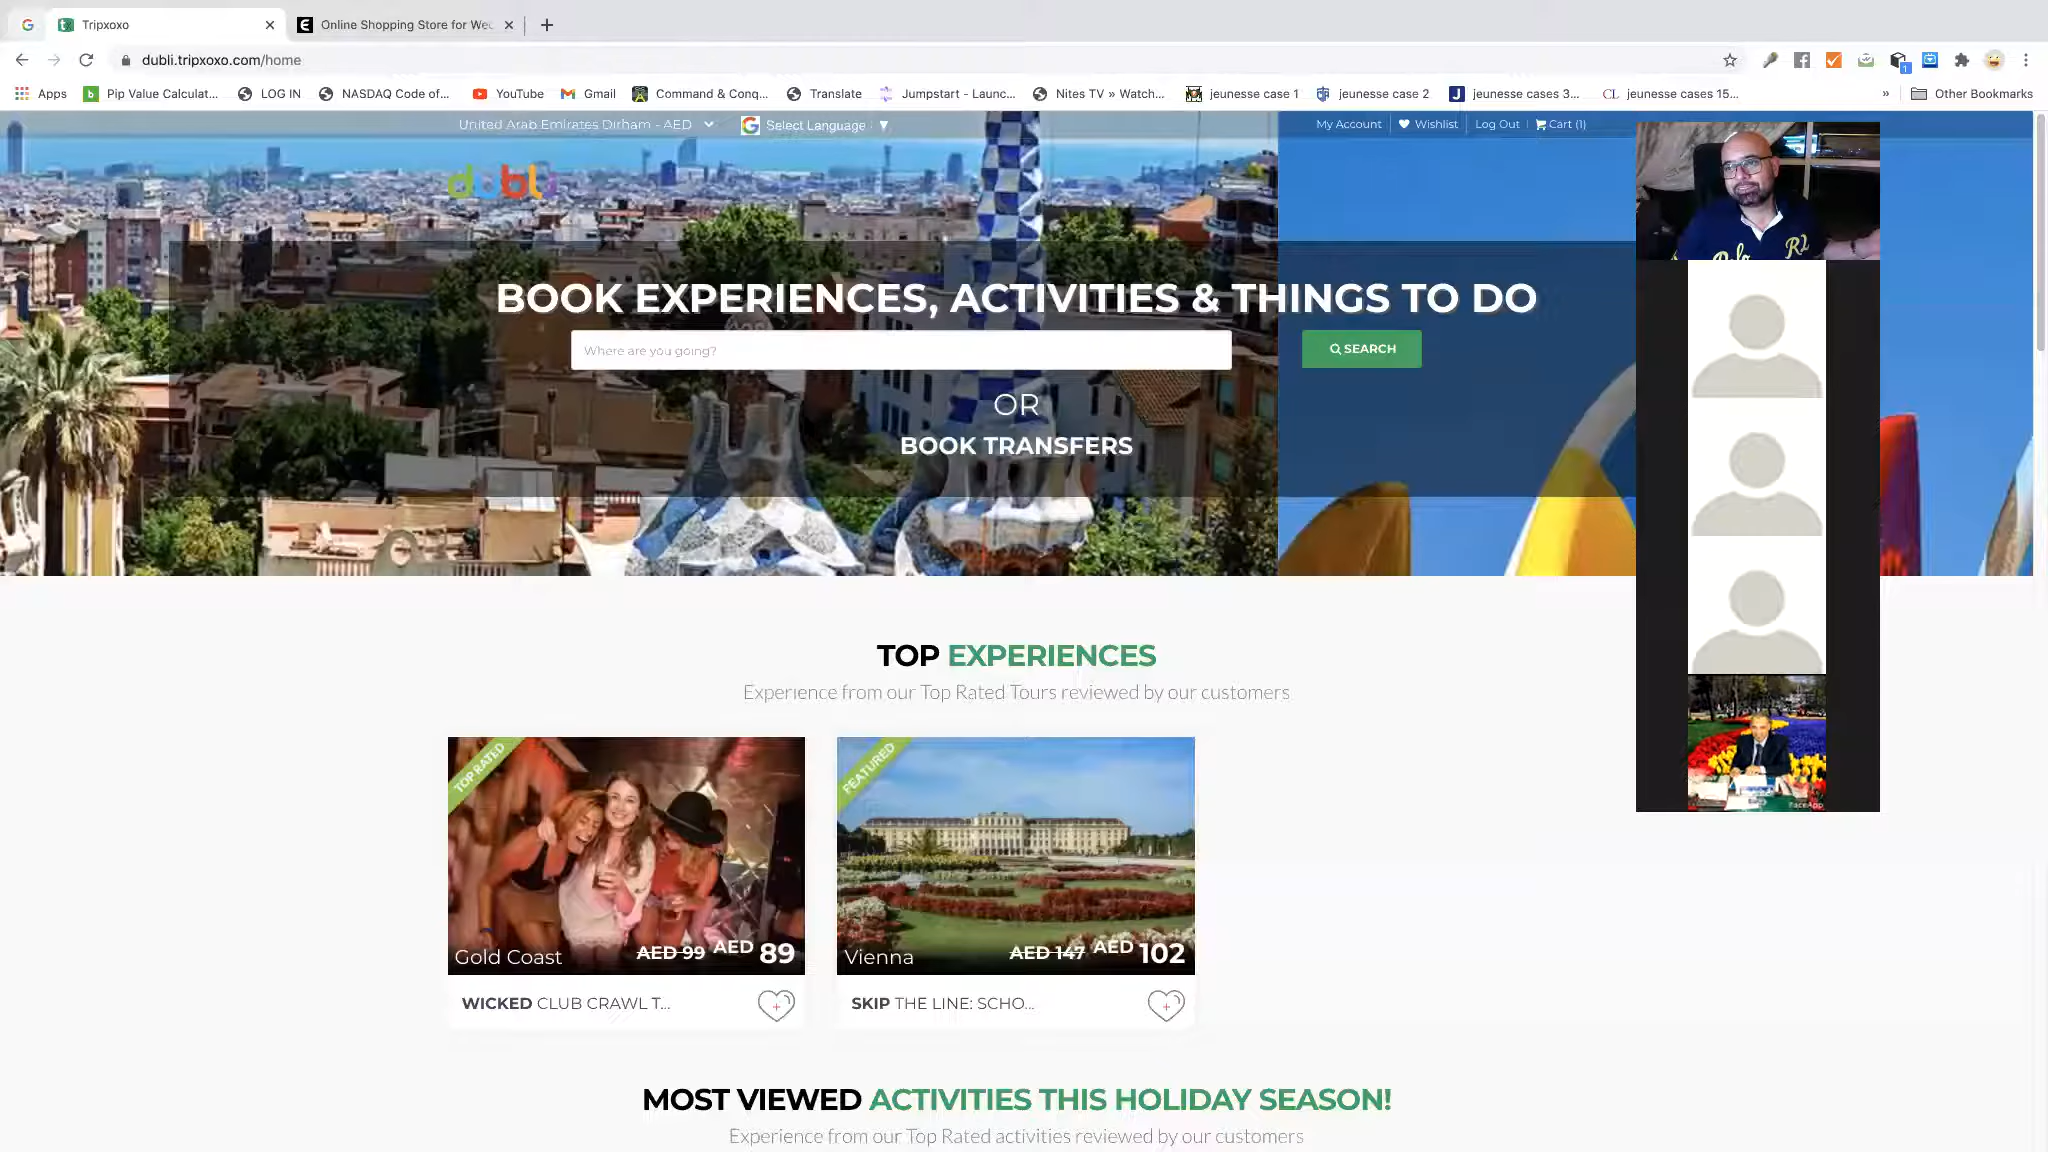 Tripxoxo
Online Shopping Store for Wed
dubli.tripxoxo.com/home
Apps
Pip Value Calculat...
LOG IN
NASDAQ Code of...
YouTube
Gmail
Command & Conq...
Translate
Jumpstart - Launc...
Nites TV » Watch...
jeunesse case 1
jeunesse case 2
jeunesse cases 3...
CL jeunesse cases 15...
»
Other Bookmarks
United Arab Emirates Dirham - AED
Select Language ▼
My Account
Wishlist
Log Out
Cart (1)
dubli
BOOK EXPERIENCES, ACTIVITIES & THINGS TO DO
Where are you going?
SEARCH
OR
BOOK TRANSFERS
TOP EXPERIENCES
Experience from our Top Rated Tours reviewed by our customers
TOP RATED
Gold Coast
AED 99 AED 89
WICKED CLUB CRAWL T...
FEATURED
Vienna
AED 147 AED 102
SKIP THE LINE: SCHO...
FaceApp
MOST VIEWED ACTIVITIES THIS HOLIDAY SEASON!
Experience from our Top Rated activities reviewed by our customers